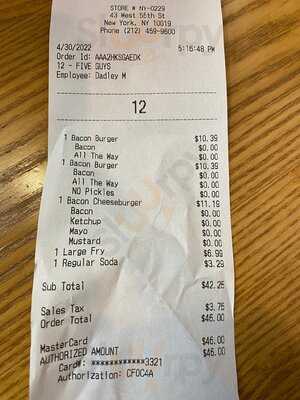 STORE # NY-0229
43 West 55th St
New York, NY 10019
Phone (212) 459-9600
4/30/2022 5:15:48 PM
Order Id: AAA2HKSGAEDK
12 - FIVE GUYS
Employee: Dadley M
12
1 Bacon Burger $10.39
Bacon $0.00
All The Way $0.00
1 Bacon Burger $10.39
Bacon $0.00
All The Way $0.00
NO Pickles $0.00
1 Bacon Cheeseburger $11.19
Bacon $0.00
Ketchup $0.00
Mayo $0.00
Mustard $0.00
1 Large Fry $6.99
1 Regular Soda $3.29
Sub Total $42.25
Sales Tax $3.75
Order Total $46.00
MasterCard $46.00
AUTHORIZED AMOUNT $46.00
Card#: ************3321
Authorization: CF0C4A